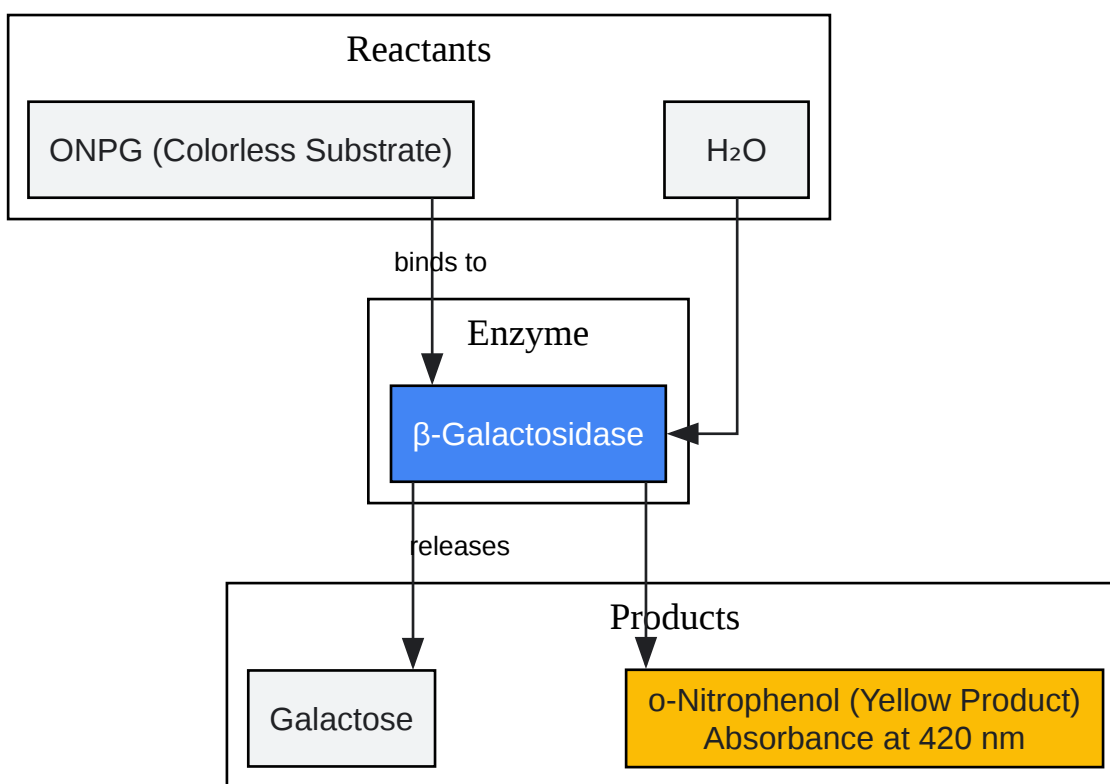 Reactants
ONPG (Colorless Substrate)
H₂O
binds to
Enzyme
β-Galactosidase
releases
Products
Galactose
o-Nitrophenol (Yellow Product)
Absorbance at 420 nm